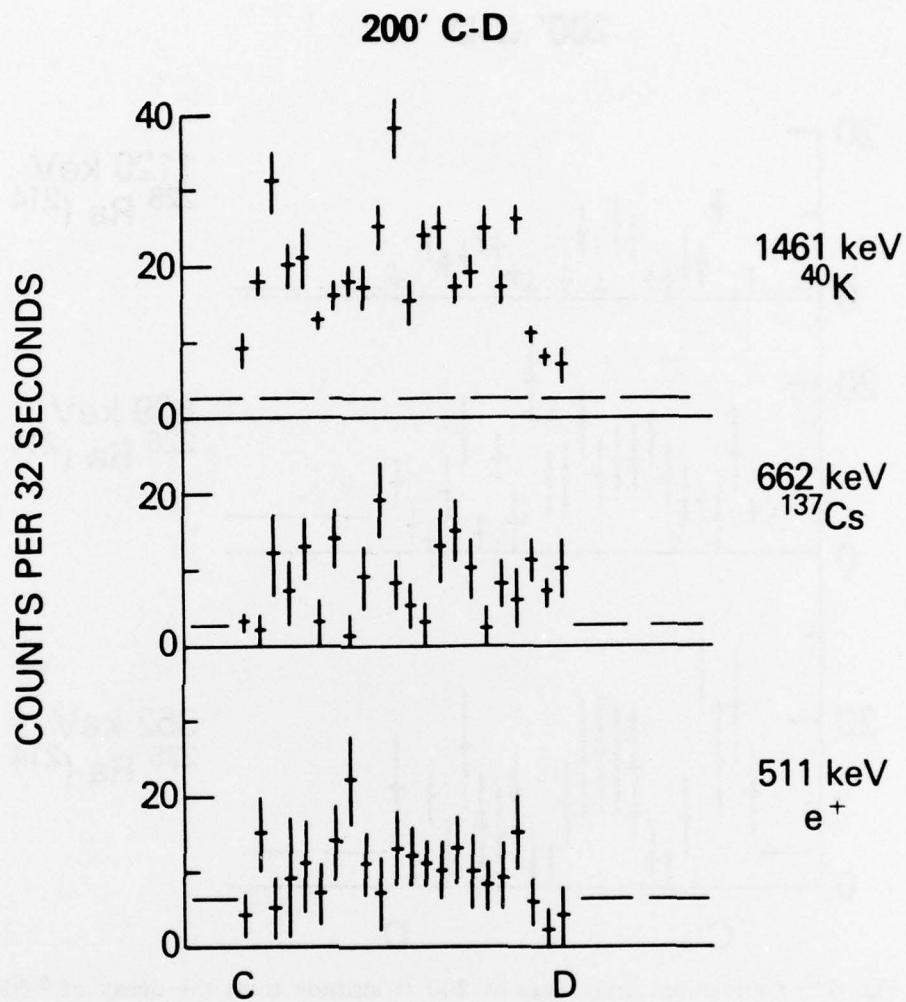 200' C-D
COUNTS PER 32 SECONDS
40
20
0
1461 keV
⁴⁰K
20
0
662 keV
¹³⁷Cs
20
0
511 keV
e⁺
C
D